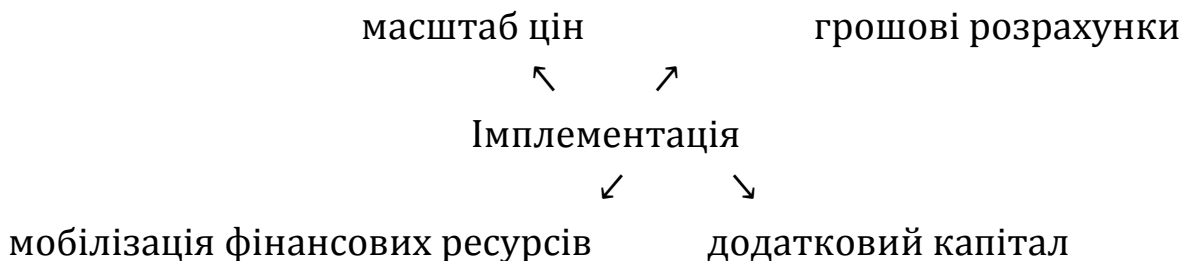 масштаб цін грошові розрахунки
↖ ↗
Імплементація
↙ ↘
мобілізація фінансових ресурсів додатковий капітал